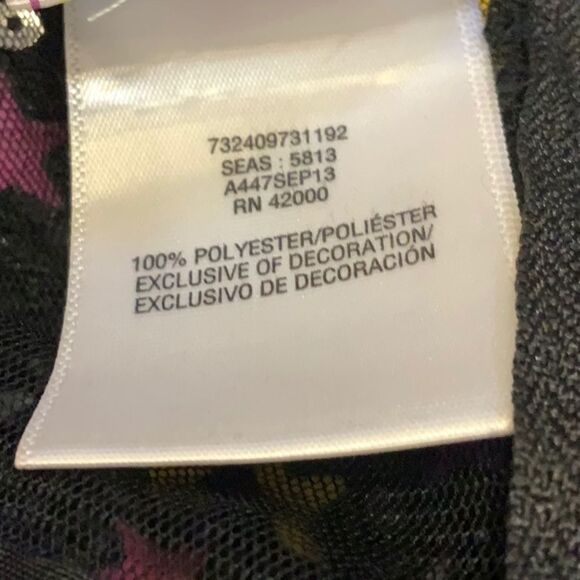 732409731192
SEAS : 5813
A447SEP13
RN 42000
100% POLYESTER/POLIÉSTER
EXCLUSIVE OF DECORATION/
EXCLUSIVO DE DECORACIÓN